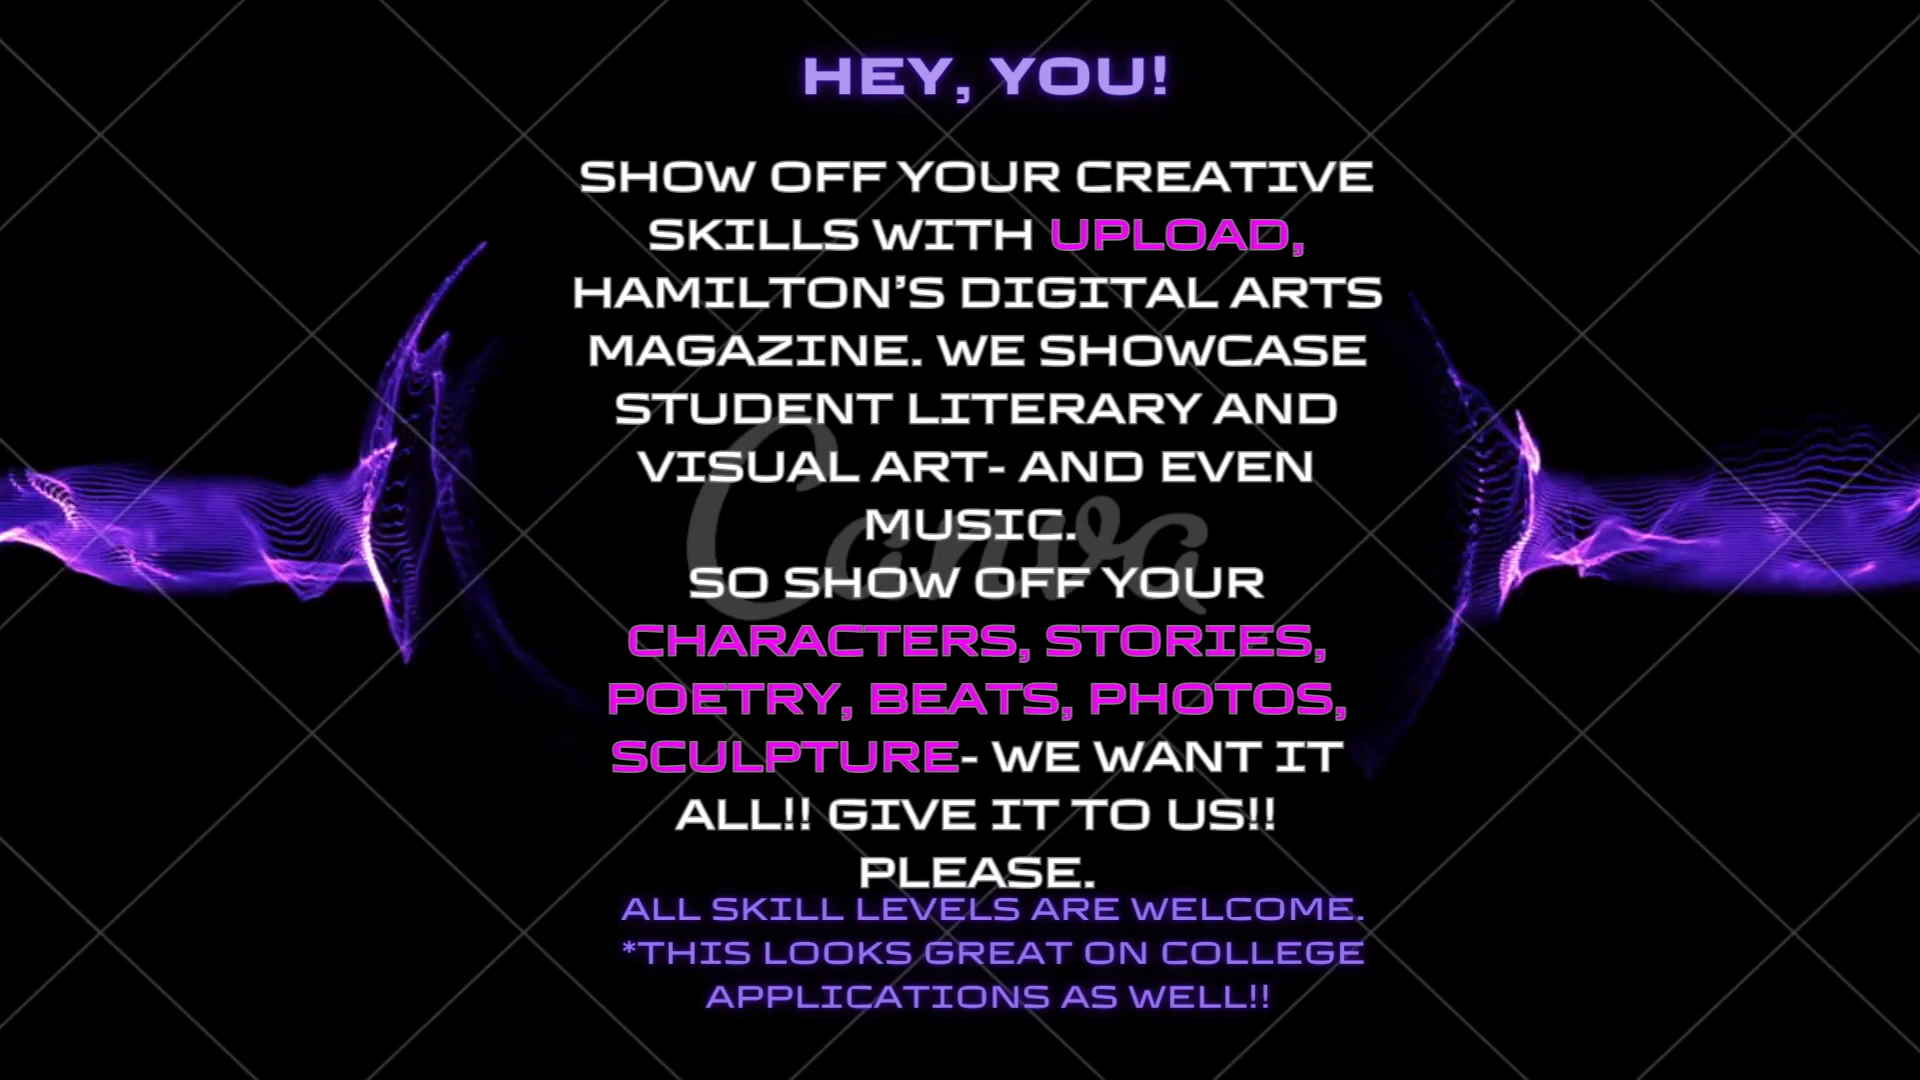 HEY, YOU!
SHOW OFF YOUR CREATIVE
SKILLS WITH UPLOAD,
HAMILTON'S DIGITAL ARTS
MAGAZINE. WE SHOWCASE
STUDENT LITERARY AND
VISUAL ART- AND EVEN
MUSIC.
Canva
SO SHOW OFF YOUR
CHARACTERS, STORIES,
POETRY, BEATS, PHOTOS,
SCULPTURE- WE WANT IT
ALL!! GIVE IT TO US!!
PLEASE.
ALL SKILL LEVELS ARE WELCOME.
*THIS LOOKS GREAT ON COLLEGE
APPLICATIONS AS WELL!!